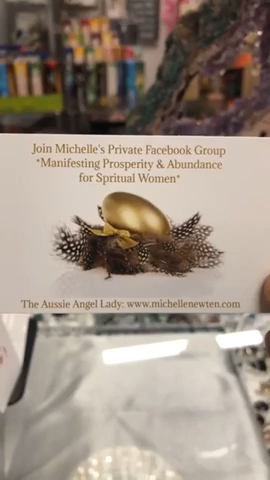 Join Michelle's Private Facebook Group
*Manifesting Prosperity & Abundance
for Spritual Women*
The Aussie Angel Lady: www.michellenewten.com